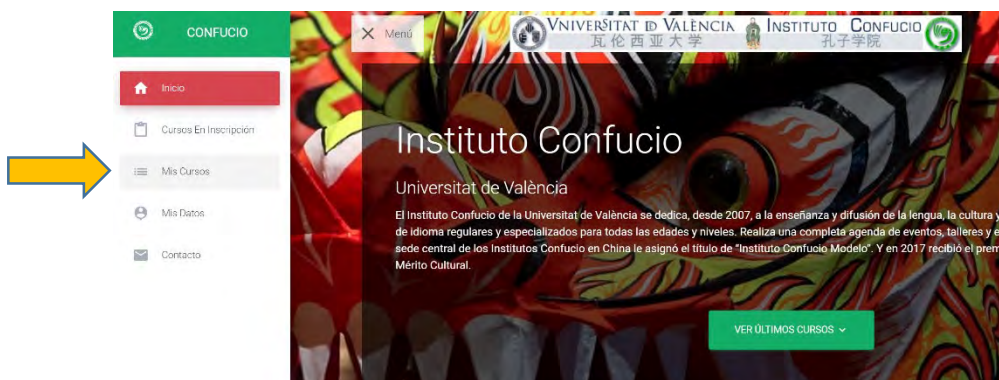 CONFUCIO
Inicio
Cursos En Inscripción
Mis Cursos
Mis Datos
Contacto
Menú
VNIVERSITAT ID VALÈNCIA
瓦伦西亚大学
INSTITUTO CONFUCIO
孔子学院
Instituto Confucio
Universitat de València
El Instituto Confucio de la Universitat de València se dedica, desde 2007, a la enseñanza y difusión de la lengua, la cultura y
de idioma regulares y especializados para todas las edades y niveles. Realiza una completa agenda de eventos, talleres y e
sede central de los Institutos Confucio en China le asignó el título de "Instituto Confucio Modelo". Y en 2017 recibió el prem
Mérito Cultural.
VER ÚLTIMOS CURSOS